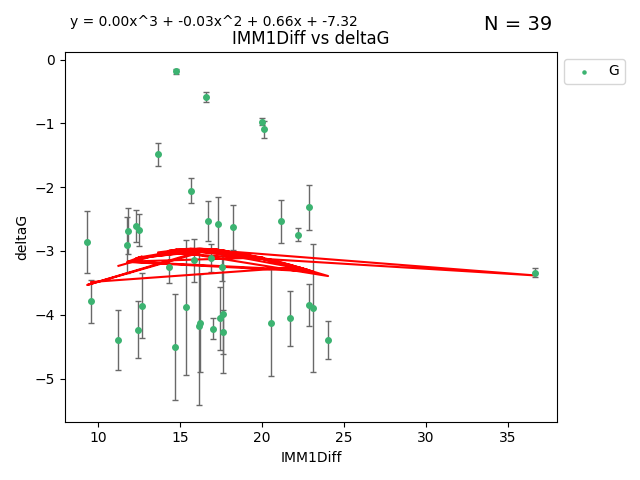 y = 0.00x^3 + -0.03x^2 + 0.66x + -7.32
N = 39
IMM1Diff vs deltaG
G
deltaG
0
−1
−2
−3
−4
−5
10 15 20 25 30 35
IMM1Diff